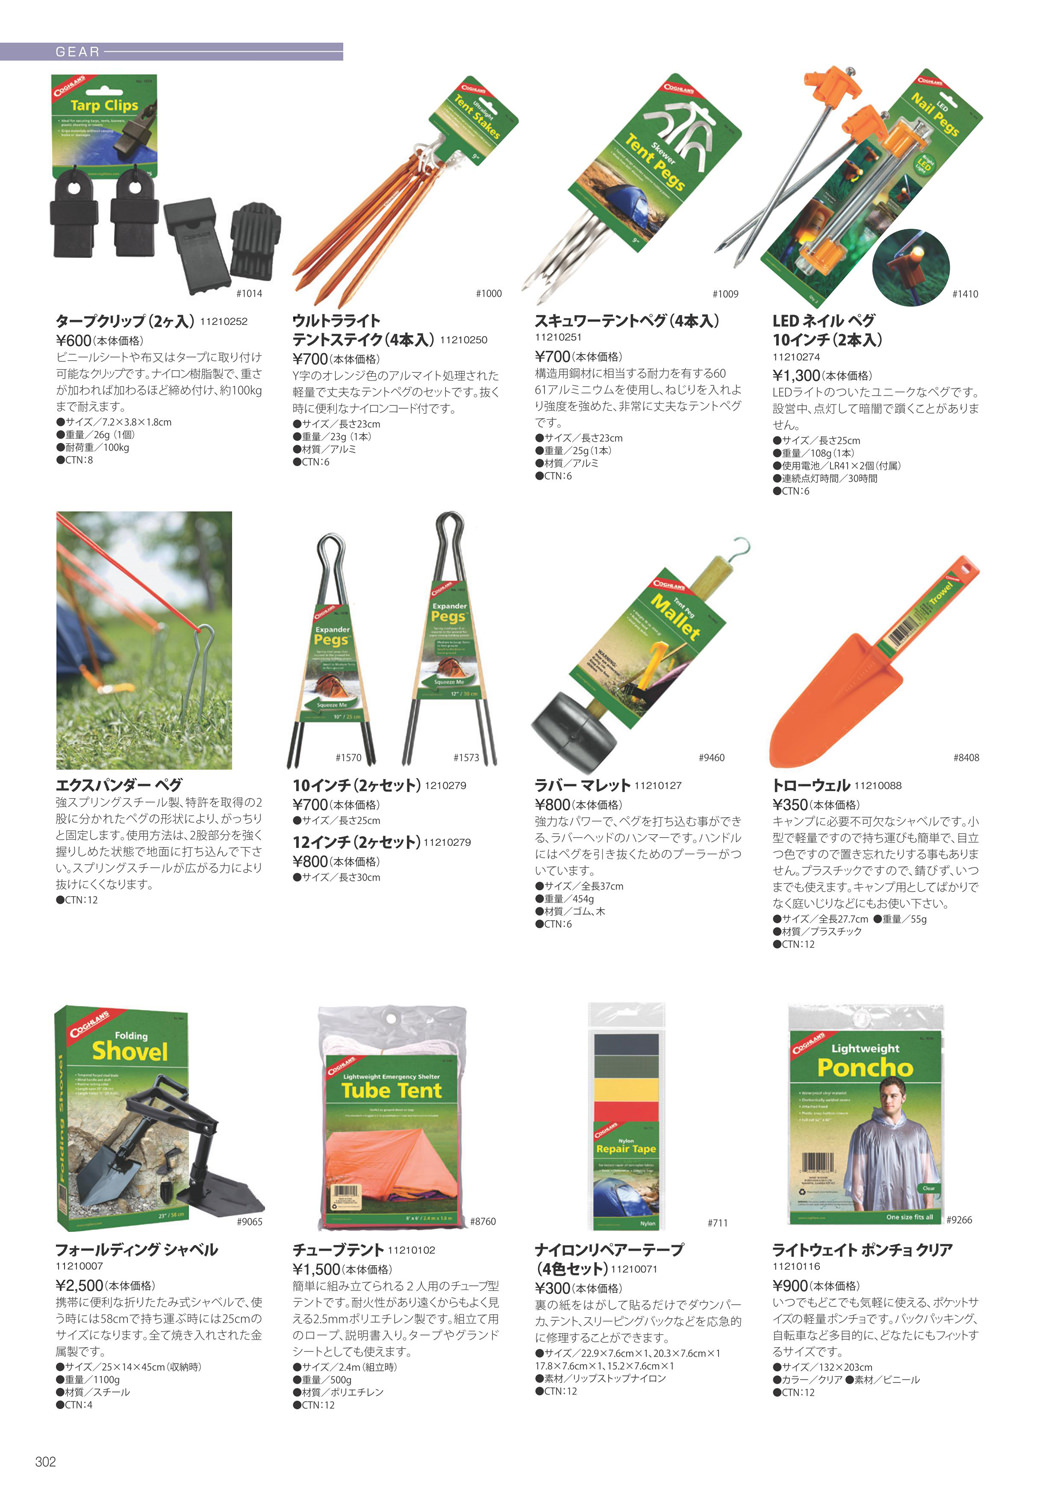 GEAR
COGHLAN'S
Tarp Clips
#1014
タープクリップ（2ヶ入） 11210252
¥600（本体価格）
ビニールシートや布又はタープに取り付け
可能なクリップです。ナイロン樹脂製で、重さ
が加われば加わるほど締め付け、約100kg
まで耐えます。
●サイズ／7.2×3.8×1.8cm
●重量／26g（1個）
●耐荷重／100kg
●CTN：8
COGHLAN'S
Ultralight
Tent Stakes
9"
#1000
ウルトラライト
テントステイク（4本入） 11210250
¥700（本体価格）
Y字のオレンジ色のアルマイト処理された
軽量で丈夫なテントペグのセットです。抜く
時に便利なナイロンコード付です。
●サイズ／長さ23cm
●重量／23g（1本）
●材質／アルミ
●CTN：6
COGHLAN'S
Skewer
Tent Pegs
9"
#1009
スキュワーテントペグ（4本入）
11210251
¥700（本体価格）
構造用鋼材に相当する耐力を有する60
61アルミニウムを使用し、ねじりを入れよ
り強度を強めた、非常に丈夫なテントペグ
です。
●サイズ／長さ23cm
●重量／25g（1本）
●材質／アルミ
●CTN：6
COGHLAN'S
LED
Nail Pegs
#1410
LED ネイル ペグ
10インチ（2本入）
11210274
¥1,300（本体価格）
LEDライトのついたユニークなペグです。
設営中、点灯して暗闇で躓くことがありま
せん。
●サイズ／長さ25cm
●重量／108g（1本）
●使用電池／LR41×2個（付属）
●連続点灯時間／30時間
●CTN：6
エクスパンダー ペグ
強スプリングスチール製、特許を取得の2
股に分かれたペグの形状により、がっちり
と固定します。使用方法は、2股部分を強く
握りしめた状態で地面に打ち込んで下さ
い。スプリングスチールが広がる力により
抜けにくくなります。
●CTN：12
COGHLAN'S
Expander
Pegs
Squeeze Me
10" / 25 cm
#1570
COGHLAN'S
Expander
Pegs
Squeeze Me
12" / 30 cm
#1573
10インチ（2ヶセット） 1210279
¥700（本体価格）
●サイズ／長さ25cm
12インチ（2ヶセット） 11210279
¥800（本体価格）
●サイズ／長さ30cm
COGHLAN'S
Tent Peg
Mallet
WARNING:
#9460
ラバー マレット 11210127
¥800（本体価格）
強力なパワーで、ペグを打ち込む事ができ
る、ラバーヘッドのハンマーです。ハンドル
にはペグを引き抜くためのプーラーがつ
いています。
●サイズ／全長37cm
●重量／454g
●材質／ゴム、木
●CTN：6
Trowel
#8408
トローウェル 11210088
¥350（本体価格）
キャンプに必要不可欠なシャベルです。小
型で軽量ですので持ち運びも簡単で、目立
つ色ですので置き忘れたりする事もありま
せん。プラスチックですので、錆びず、いつ
までも使えます。キャンプ用としてばかりで
なく庭いじりなどにもお使い下さい。
●サイズ／全長27.7cm ●重量／55g
●材質／プラスチック
●CTN：12
COGHLAN'S
Folding
Shovel
Folding Shovel
23" / 58 cm
#9065
フォールディング シャベル
11210007
¥2,500（本体価格）
携帯に便利な折りたたみ式シャベルで、使
う時には58cmで持ち運ぶ時には25cmの
サイズになります。全て焼き入れされた金
属製です。
●サイズ／25×14×45cm（収納時）
●重量／1100g
●材質／スチール
●CTN：4
COGHLAN'S
Lightweight Emergency Shelter
Tube Tent
#8760
チューブテント 11210102
¥1,500（本体価格）
簡単に組み立てられる２人用のチューブ型
テントです。耐火性があり遠くからもよく見
える2.5mmポリエチレン製です。組立て用
のロープ、説明書入り。タープやグランド
シートとしても使えます。
●サイズ／2.4m（組立時）
●重量／500g
●材質／ポリエチレン
●CTN：12
COGHLAN'S
Nylon
Repair Tape
Nylon
#711
ナイロンリペアーテープ
（4色セット） 11210071
¥300（本体価格）
裏の紙をはがして貼るだけでダウンパー
カ、テント、スリーピングバックなどを応急的
に修理することができます。
●サイズ／22.9×7.6cm×1、20.3×7.6cm×1
17.8×7.6cm×1、15.2×7.6cm×1
●素材／リップストップナイロン
●CTN：12
COGHLAN'S
Lightweight
Poncho
Clear
One size fits all
#9266
ライトウェイト ポンチョ クリア
11210116
¥900（本体価格）
いつでもどこでも気軽に使える、ポケットサ
イズの軽量ポンチョです。バックパッキング、
自転車など多目的に、どなたにもフィットす
るサイズです。
●サイズ／132×203cm
●カラー／クリア ●素材／ビニール
●CTN：12
302